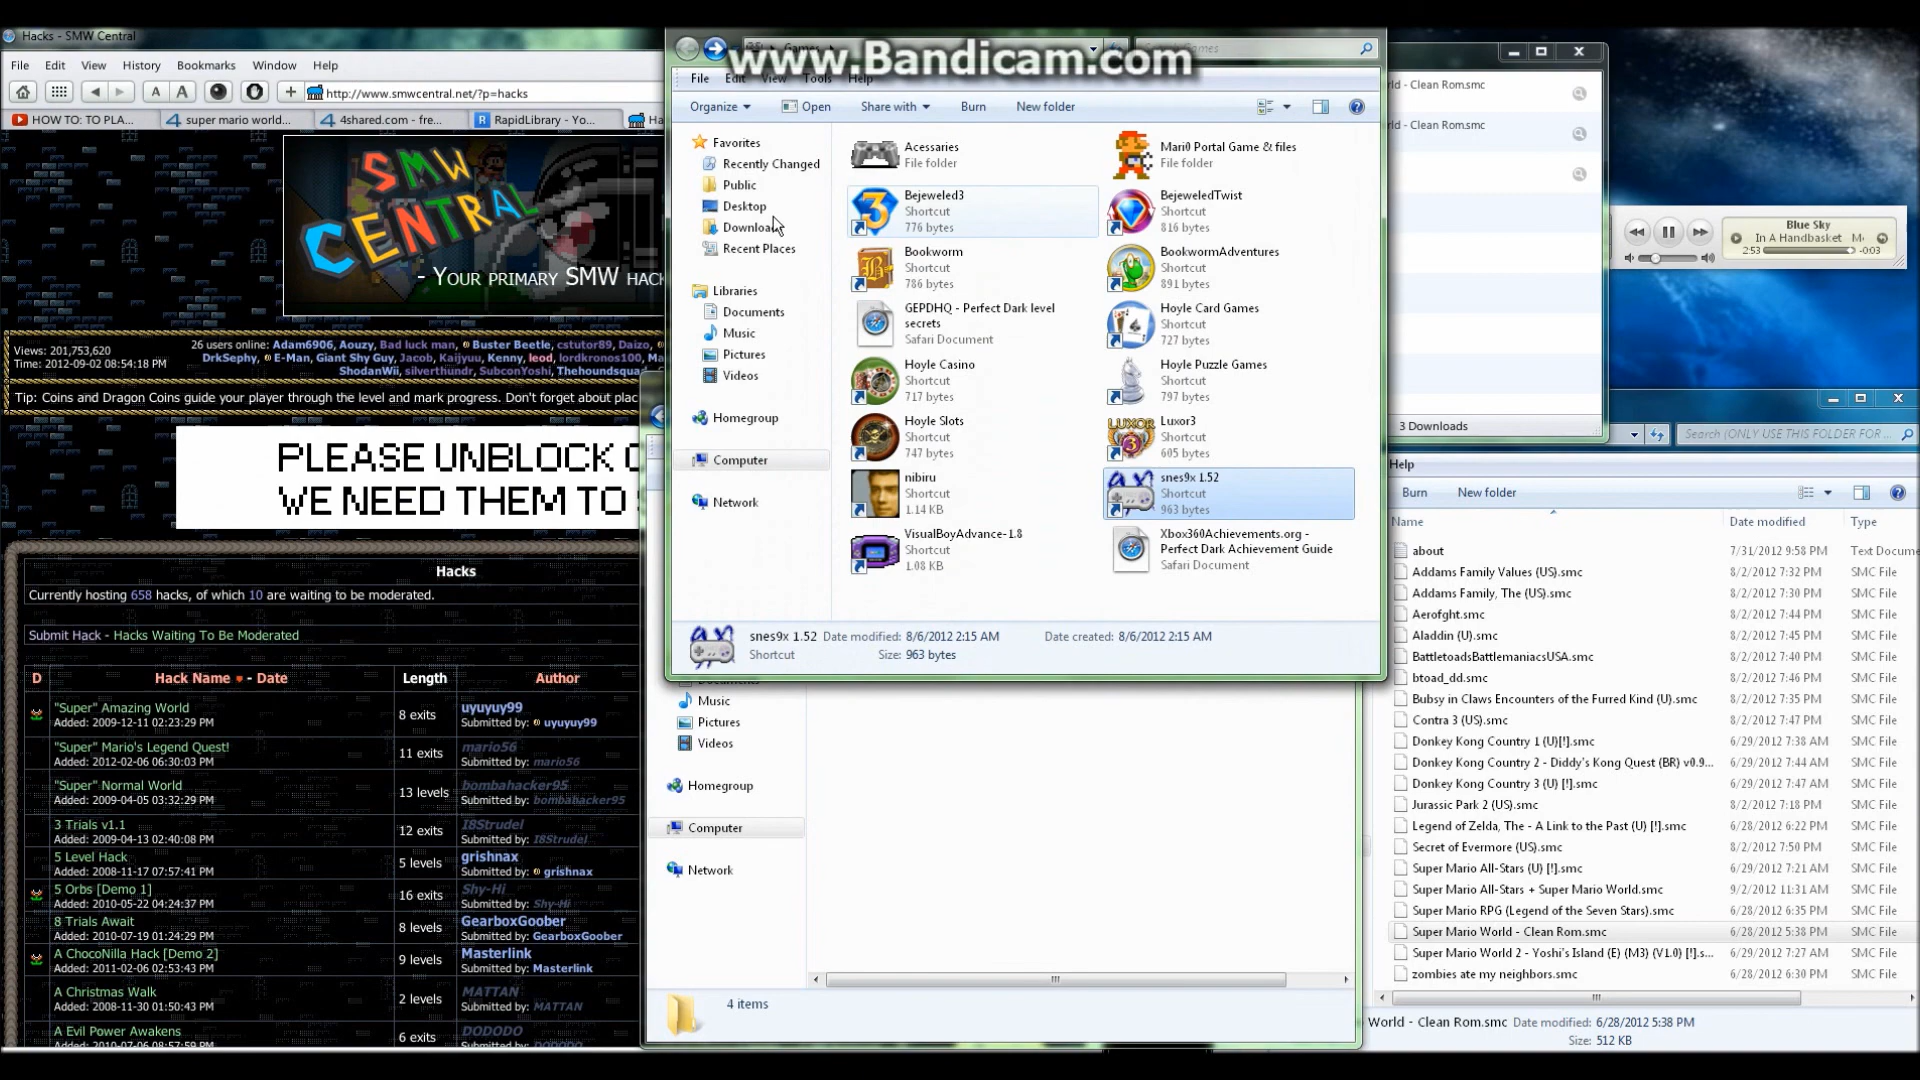 Hacks - SMW Central
File Edit View History Bookmarks Window Help
http://www.smwcentral.net/?p=hacks
HOW TO: TO PLA... super mario world... 4shared.com - fre... RapidLibrary - Yo... Ha
SMW CENTRAL
- YOUR PRIMARY SMW HACK
Views: 201,753,620
Time: 2012-09-02 08:54:18 PM
26 users online: Adam6906, Aouzy, Bad luck man, Buster Beetle, cstutor89, Daizo,
DrkSephy, E-Man, Giant Shy Guy, Jacob, Kaijyuu, Kenny, leod, lordkronos100, Ma
ShodanWii, silverthundr, SubconYoshi, Thehoundsquad
Tip: Coins and Dragon Coins guide your player through the level and mark progress. Don't forget about plac
PLEASE UNBLOCK
WE NEED THEM TO
Hacks
Currently hosting 658 hacks, of which 10 are waiting to be moderated.
Submit Hack - Hacks Waiting To Be Moderated
D Hack Name - Date Length Author
"Super" Amazing World
Added: 2009-12-11 02:23:29 PM
8 exits
uyuyuy99
Submitted by: uyuyuy99
"Super" Mario's Legend Quest!
Added: 2012-02-06 06:30:03 PM
11 exits
mario56
Submitted by: mario56
"Super" Normal World
Added: 2009-04-05 03:32:29 PM
13 levels
bombahacker95
Submitted by: bombahacker95
3 Trials v1.1
Added: 2009-04-13 02:40:08 PM
12 exits
I8Strudel
Submitted by: I8Strudel
5 Level Hack
Added: 2008-11-17 07:57:41 PM
5 levels
grishnax
Submitted by: grishnax
5 Orbs [Demo 1]
Added: 2010-05-22 04:24:37 PM
16 exits
Shy-Hi
Submitted by: Shy-Hi
8 Trials Await
Added: 2010-07-19 01:24:29 PM
8 levels
GearboxGoober
Submitted by: GearboxGoober
A ChocoNilla Hack [Demo 2]
Added: 2011-02-06 02:53:43 PM
9 levels
Masterlink
Submitted by: Masterlink
A Christmas Walk
Added: 2008-11-30 01:50:43 PM
2 levels
MATTAN
Submitted by: MATTAN
A Evil Power Awakens
Added: 2010-07-06 08:57:59 PM
6 exits
DODODO
Submitted by: DODODO
www.Bandicam.com
Games
File Edit View Tools Help
Organize Open Share with Burn New folder
Favorites
Recently Changed
Public
Desktop
Downloads
Recent Places
Libraries
Documents
Music
Pictures
Videos
Homegroup
Computer
Network
Acessaries
File folder
Mari0 Portal Game & files
File folder
Bejeweled3
Shortcut
776 bytes
BejeweledTwist
Shortcut
816 bytes
Bookworm
Shortcut
786 bytes
BookwormAdventures
Shortcut
891 bytes
GEPDHQ - Perfect Dark level
secrets
Safari Document
Hoyle Card Games
Shortcut
727 bytes
Hoyle Casino
Shortcut
717 bytes
Hoyle Puzzle Games
Shortcut
797 bytes
Hoyle Slots
Shortcut
747 bytes
Luxor3
Shortcut
605 bytes
nibiru
Shortcut
1.14 KB
snes9x 1.52
Shortcut
963 bytes
VisualBoyAdvance-1.8
Shortcut
1.08 KB
Xbox360Achievements.org -
Perfect Dark Achievement Guide
Safari Document
snes9x 1.52 Date modified: 8/6/2012 2:15 AM Date created: 8/6/2012 2:15 AM
Shortcut Size: 963 bytes
Music
Pictures
Videos
Homegroup
Computer
Network
4 items
rld - Clean Rom.smc
d - Clean Rom.smc
3 Downloads
Blue Sky
In A Handbasket
2:53 -0:03
Search (ONLY USE THIS FOLDER FOR ...
Help
Burn New folder
Name Date modified Type
about 7/31/2012 9:58 PM Text Docume
Addams Family Values (US).smc 8/2/2012 7:32 PM SMC File
Addams Family, The (US).smc 8/2/2012 7:30 PM SMC File
Aerofght.smc 8/2/2012 7:44 PM SMC File
Aladdin (U).smc 8/2/2012 7:45 PM SMC File
BattletoadsBattlemaniacsUSA.smc 8/2/2012 7:40 PM SMC File
btoad_dd.smc 8/2/2012 7:46 PM SMC File
Bubsy in Claws Encounters of the Furred Kind (U).smc 8/2/2012 7:35 PM SMC File
Contra 3 (US).smc 8/2/2012 7:47 PM SMC File
Donkey Kong Country 1 (U)[!].smc 6/29/2012 7:38 AM SMC File
Donkey Kong Country 2 - Diddy's Kong Quest (BR) v0.9... 6/29/2012 7:44 AM SMC File
Donkey Kong Country 3 (U) [!].smc 6/29/2012 7:47 AM SMC File
Jurassic Park 2 (US).smc 8/2/2012 7:18 PM SMC File
Legend of Zelda, The - A Link to the Past (U) [!].smc 6/28/2012 6:22 PM SMC File
Secret of Evermore (US).smc 8/2/2012 7:50 PM SMC File
Super Mario All-Stars (U) [!].smc 6/29/2012 7:21 AM SMC File
Super Mario All-Stars + Super Mario World.smc 9/2/2012 11:31 AM SMC File
Super Mario RPG (Legend of the Seven Stars).smc 6/28/2012 6:35 PM SMC File
Super Mario World - Clean Rom.smc 6/28/2012 5:38 PM SMC File
Super Mario World 2 - Yoshi's Island (E) (M3) (V1.0) [!].s... 6/29/2012 7:27 AM SMC File
zombies ate my neighbors.smc 6/28/2012 6:30 PM SMC File
World - Clean Rom.smc Date modified: 6/28/2012 5:38 PM
Size: 512 KB